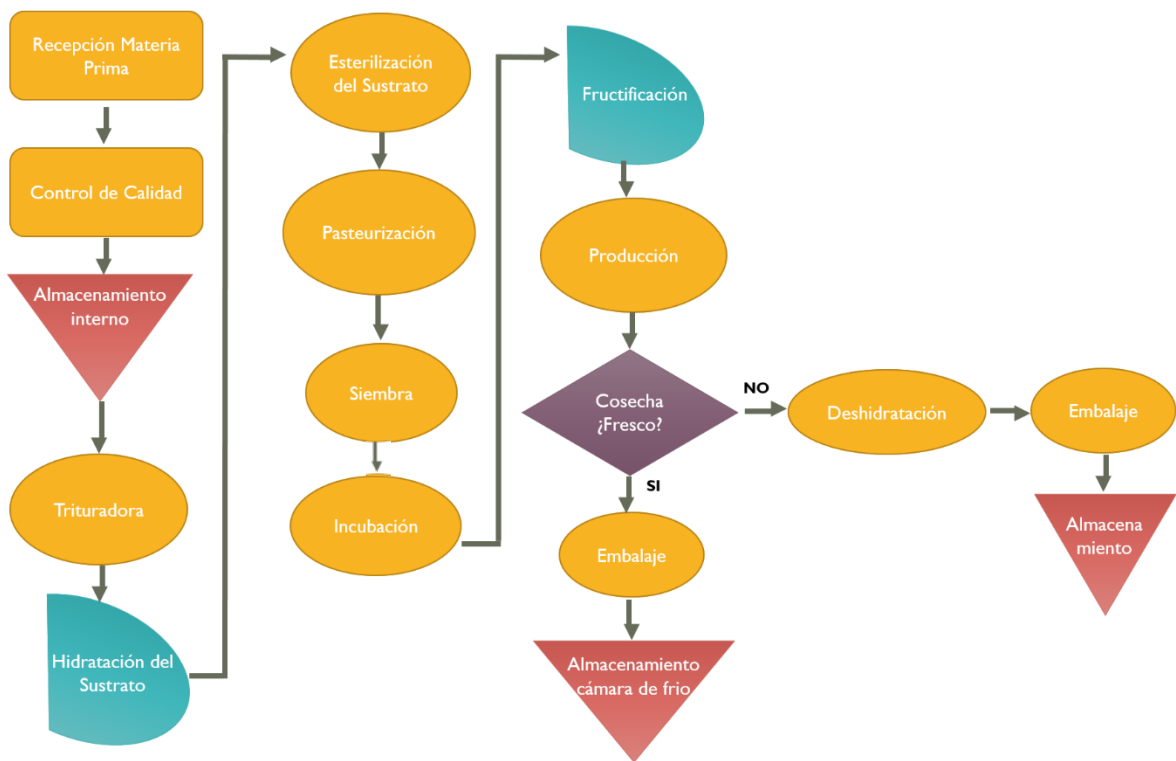 Recepción Materia
Prima
Control de Calidad
Almacenamiento
interno
Trituradora
Hidratación del
Sustrato
Esterilización
del Sustrato
Pasteurización
Siembra
Incubación
Fructificación
Producción
Cosecha
¿Fresco?
NO
Deshidratación
Embalaje
Almacena
miento
SI
Embalaje
Almacenamiento
cámara de frio